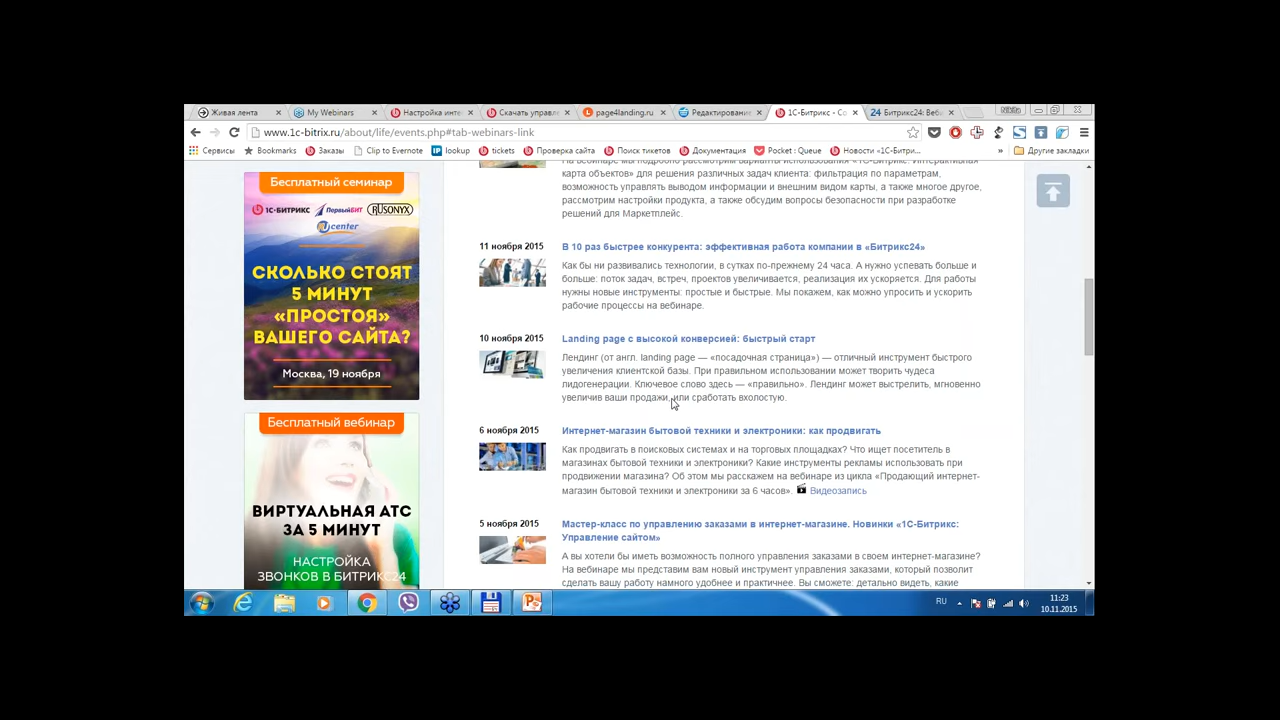 Живая лента
My Webinars
Настройка инте
Скачать управл
page4landing.ru
Редактирование
1С-Битрикс - Со
24 Битрикс24: Веб
Nikita
www.1c-bitrix.ru/about/life/events.php#tab-webinars-link
Сервисы
Bookmarks
Заказы
Clip to Evernote
IP lookup
tickets
Проверка сайта
Поиск тикетов
Документация
Pocket : Queue
Новости «1С-Битри...
»
Другие закладки
Бесплатный семинар
1С-БИТРИКС ПервыйБИТ RUSONYX
center
СКОЛЬКО СТОЯТ
5 МИНУТ
«ПРОСТОЯ»
ВАШЕГО САЙТА?
Москва, 19 ноября
Бесплатный вебинар
ВИРТУАЛЬНАЯ АТС
ЗА 5 МИНУТ
НАСТРОЙКА
ЗВОНКОВ В БИТРИКС24
На вебинаре мы подробно рассмотрим варианты использования «1С-Битрикс: Интерактивная
карта объектов» для решения различных задач клиента: фильтрация по параметрам,
возможность управлять выводом информации и внешним видом карты, а также многое другое,
рассмотрим настройки продукта, а также обсудим вопросы безопасности при разработке
решений для Маркетплейс.
11 ноября 2015
В 10 раз быстрее конкурента: эффективная работа компании в «Битрикс24»
Как бы ни развивались технологии, в сутках по-прежнему 24 часа. А нужно успевать больше и
больше: поток задач, встреч, проектов увеличивается, реализация их ускоряется. Для работы
нужны новые инструменты: простые и быстрые. Мы покажем, как можно упросить и ускорить
рабочие процессы на вебинаре.
10 ноября 2015
Landing page с высокой конверсией: быстрый старт
Лендинг (от англ. landing page — «посадочная страница») — отличный инструмент быстрого
увеличения клиентской базы. При правильном использовании может творить чудеса
лидогенерации. Ключевое слово здесь — «правильно». Лендинг может выстрелить, мгновенно
увеличив ваши продажи, или сработать вхолостую.
6 ноября 2015
Интернет-магазин бытовой техники и электроники: как продвигать
Как продвигать в поисковых системах и на торговых площадках? Что ищет посетитель в
магазинах бытовой техники и электроники? Какие инструменты рекламы использовать при
продвижении магазина? Об этом мы расскажем на вебинаре из цикла «Продающий интернет-
магазин бытовой техники и электроники за 6 часов». Видеозапись
5 ноября 2015
Мастер-класс по управлению заказами в интернет-магазине. Новинки «1С-Битрикс:
Управление сайтом»
А вы хотели бы иметь возможность полного управления заказами в своем интернет-магазине?
На вебинаре мы представим вам новый инструмент управления заказами, который позволит
сделать вашу работу намного удобнее и практичнее. Вы сможете: детально видеть, какие
RU
11:23
10.11.2015